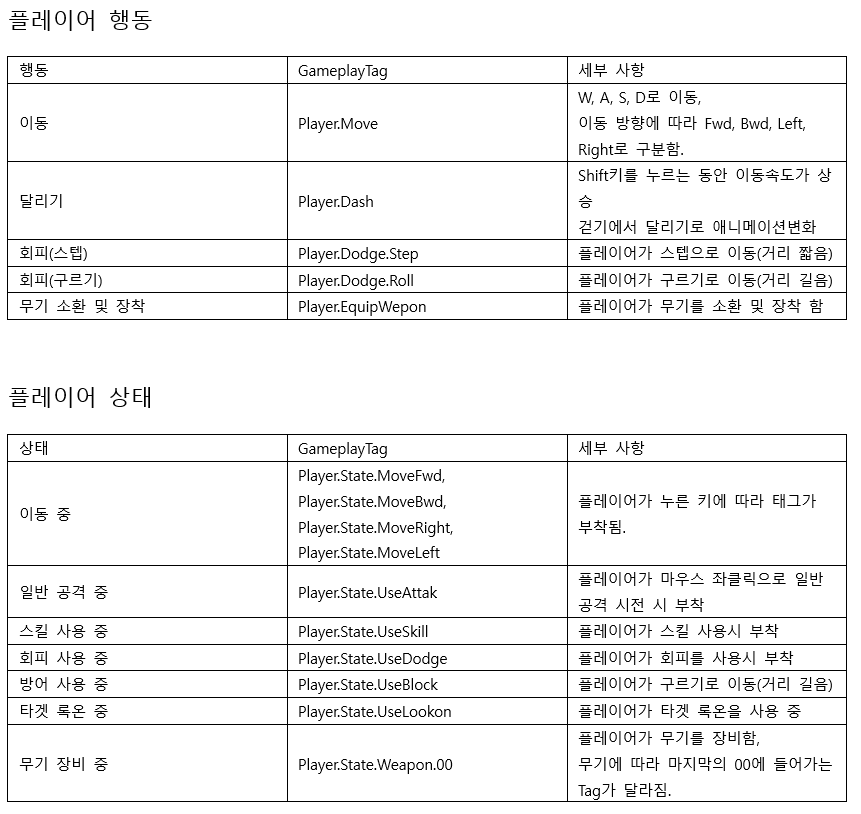 플레이어 행동
행동 GameplayTag 세부 사항
이동 Player.Move W, A, S, D로 이동,
이동 방향에 따라 Fwd, Bwd, Left,
Right로 구분함.
달리기 Player.Dash Shift키를 누르는 동안 이동속도가 상
승
걷기에서 달리기로 애니메이션변화
회피(스텝) Player.Dodge.Step 플레이어가 스텝으로 이동(거리 짧음)
회피(구르기) Player.Dodge.Roll 플레이어가 구르기로 이동(거리 길음)
무기 소환 및 장착 Player.EquipWepon 플레이어가 무기를 소환 및 장착 함
플레이어 상태
상태 GameplayTag 세부 사항
이동 중
Player.State.MoveFwd,
Player.State.MoveBwd,
Player.State.MoveRight,
Player.State.MoveLeft
플레이어가 누른 키에 따라 태그가
부착됨.
일반 공격 중 Player.State.UseAttak 플레이어가 마우스 좌클릭으로 일반
공격 시전 시 부착
스킬 사용 중 Player.State.UseSkill 플레이어가 스킬 사용시 부착
회피 사용 중 Player.State.UseDodge 플레이어가 회피를 사용시 부착
방어 사용 중 Player.State.UseBlock 플레이어가 구르기로 이동(거리 길음)
타겟 록온 중 Player.State.UseLookon 플레이어가 타겟 록온을 사용 중
무기 장비 중 Player.State.Weapon.00 플레이어가 무기를 장비함,
무기에 따라 마지막의 00에 들어가는
Tag가 달라짐.